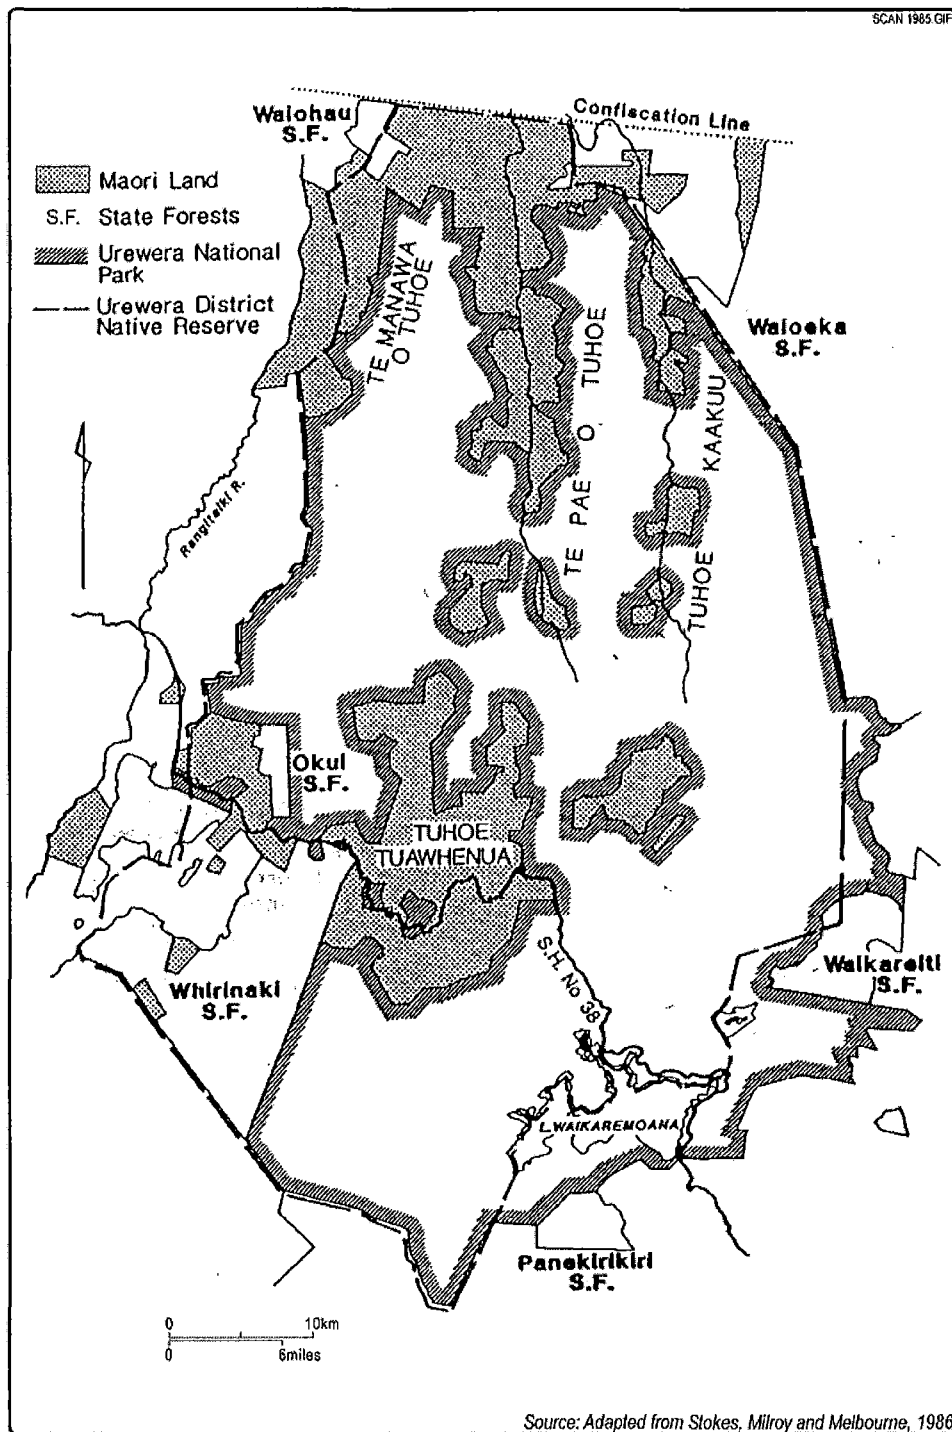 SCAN 1985.GIF
Confiscation Line
Waiohau
S.F.
Maori Land
S.F. State Forests
Urewera National
Park
Urewera District
Native Reserve
TE MANAWA
O TUHOE
TE PAE O TUHOE
TUHOE KAAKUU
Waioeka
S.F.
Rangitaiki R.
Okui
S.F.
TUHOE
TUAWHENUA
S.H. No 38
Whirinaki
S.F.
Waikareiti
S.F.
L.WAIKAREMOANA
Panekirikiri
S.F.
0 10km
0 6miles
Source: Adapted from Stokes, Milroy and Melbourne, 1986